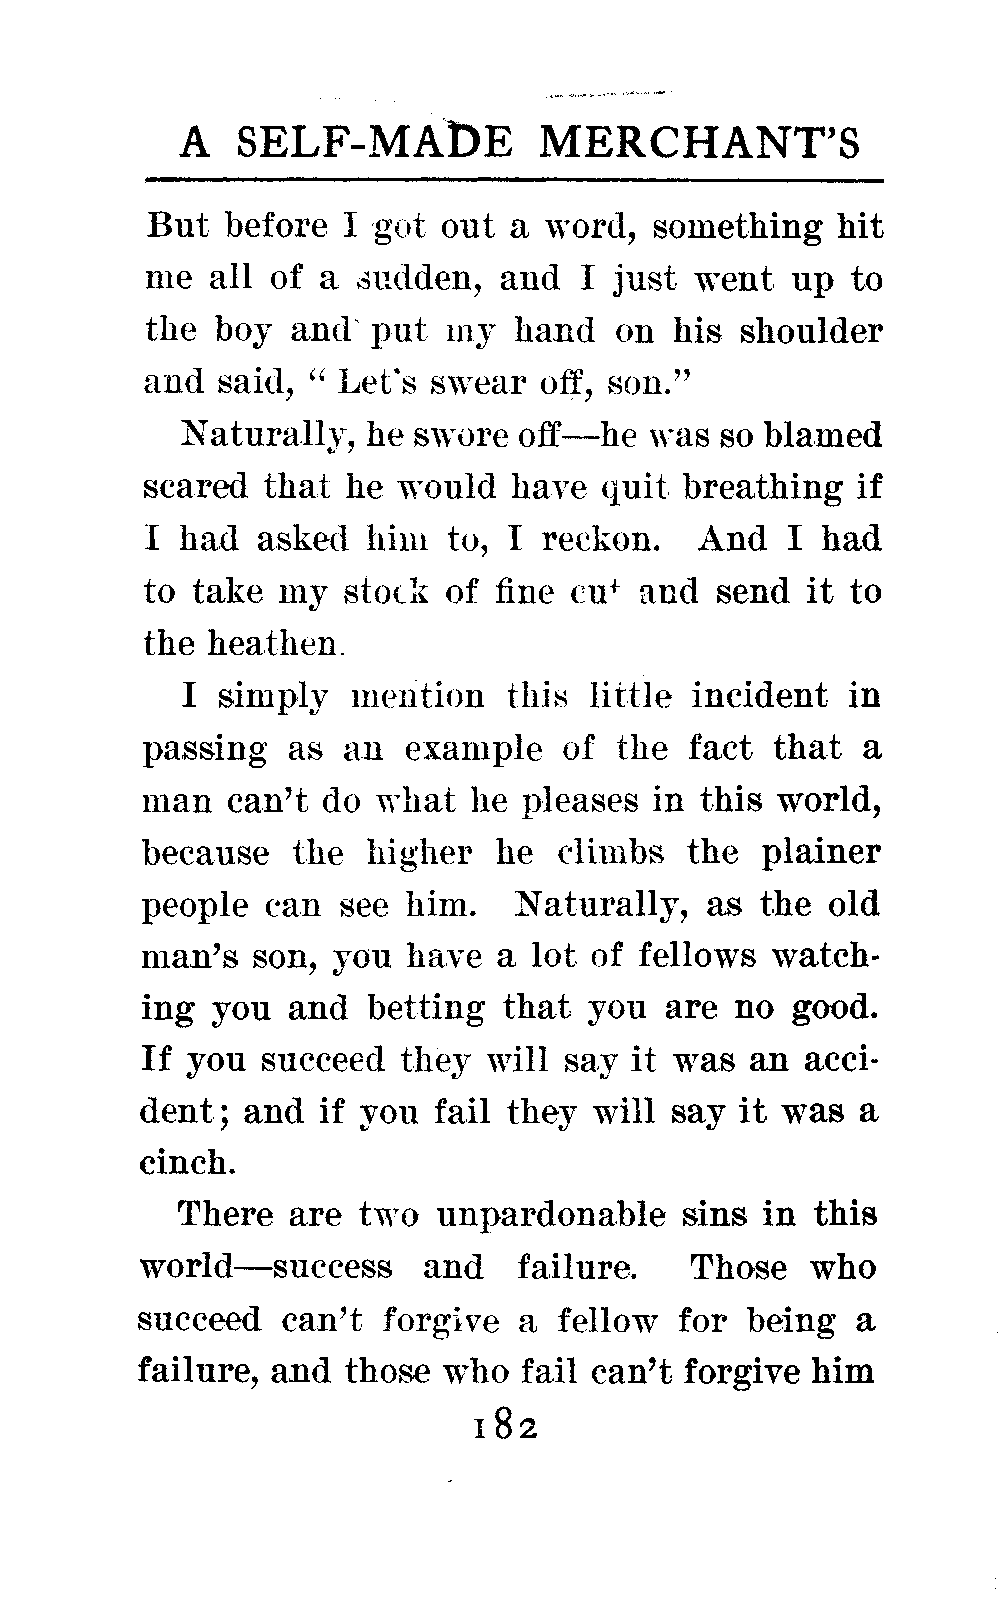 A SELF-MADE MERCHANT'S
But before I got out a word, something hit
me all of a sudden, and I just went up to
the boy and put my hand on his shoulder
and said, “ Let's swear off, son.”
Naturally, he swore off—he was so blamed
scared that he would have quit breathing if
I had asked him to, I reckon. And I had
to take my stock of fine cut and send it to
the heathen.
I simply mention this little incident in
passing as an example of the fact that a
man can't do what he pleases in this world,
because the higher he climbs the plainer
people can see him. Naturally, as the old
man's son, you have a lot of fellows watch-
ing you and betting that you are no good.
If you succeed they will say it was an acci-
dent; and if you fail they will say it was a
cinch.
There are two unpardonable sins in this
world—success and failure. Those who
succeed can't forgive a fellow for being a
failure, and those who fail can't forgive him
182